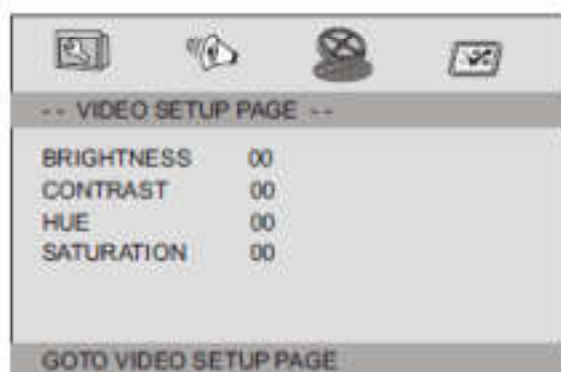 -- VIDEO SETUP PAGE --
BRIGHTNESS 00
CONTRAST 00
HUE 00
SATURATION 00
GOTO VIDEO SETUP PAGE